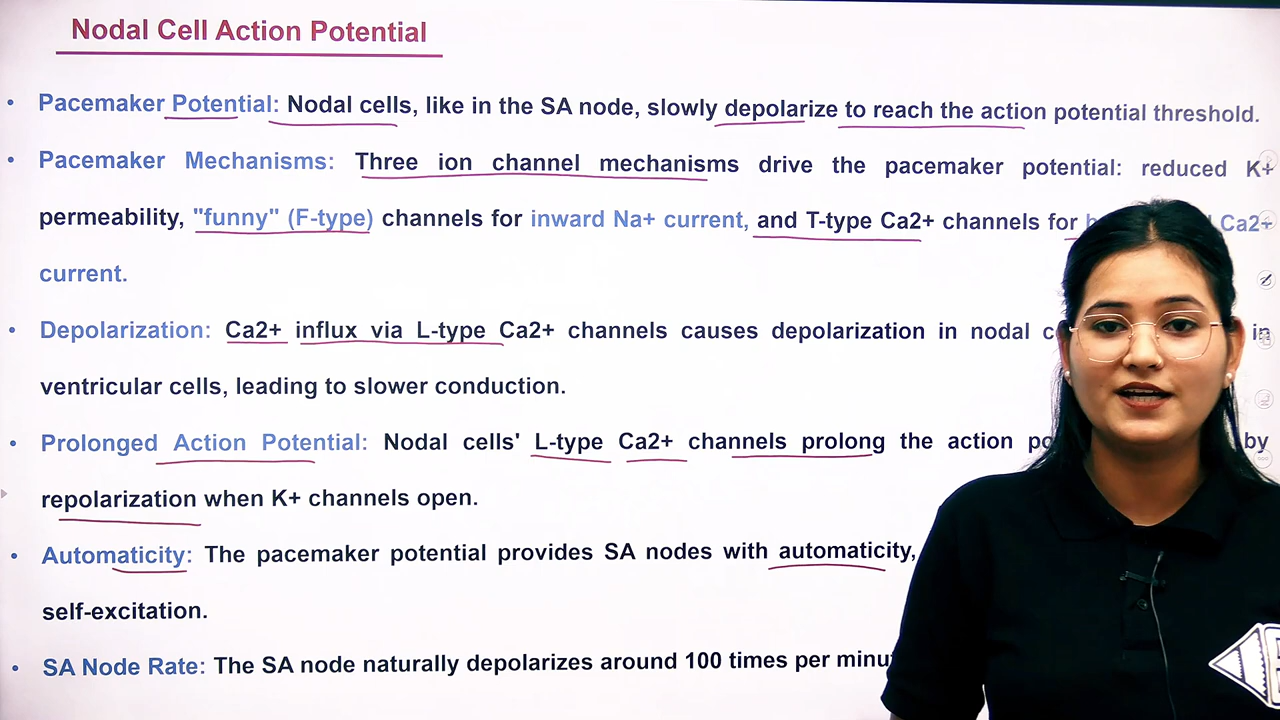 Nodal Cell Action Potential
• Pacemaker Potential: Nodal cells, like in the SA node, slowly depolarize to reach the action potential threshold.
• Pacemaker Mechanisms: Three ion channel mechanisms drive the pacemaker potential: reduced K+
permeability, "funny" (F-type) channels for inward Na+ current, and T-type Ca2+ channels for Ca2+
current.
• Depolarization: Ca2+ influx via L-type Ca2+ channels causes depolarization in nodal in
ventricular cells, leading to slower conduction.
• Prolonged Action Potential: Nodal cells' L-type Ca2+ channels prolong the action by
repolarization when K+ channels open.
• Automaticity: The pacemaker potential provides SA nodes with automaticity,
self-excitation.
• SA Node Rate: The SA node naturally depolarizes around 100 times per